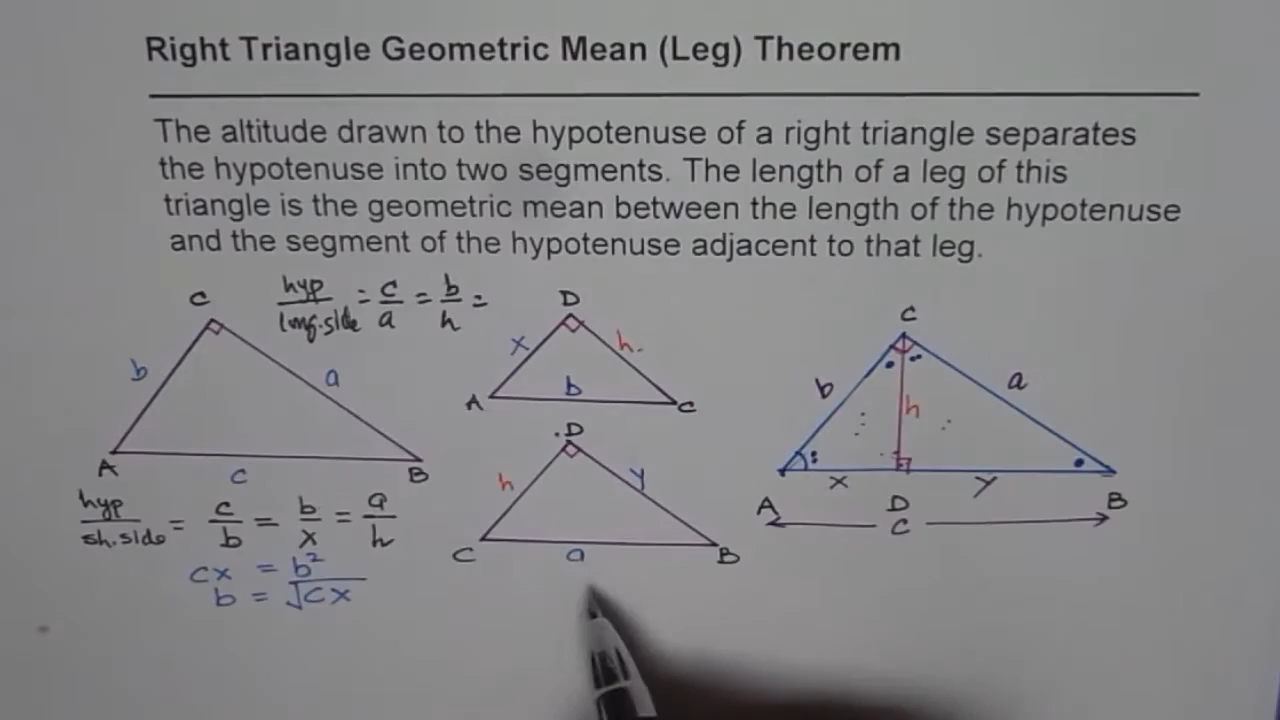 Right Triangle Geometric Mean (Leg) Theorem
The altitude drawn to the hypotenuse of a right triangle separates
the hypotenuse into two segments. The length of a leg of this
triangle is the geometric mean between the length of the hypotenuse
and the segment of the hypotenuse adjacent to that leg.
hyp/long.side = c/a = b/h =
C
b
a
A
c
B
D
x
h.
A
b
C
.D
h
y
C
a
B
C
b
h
a
A
x
D
y
B
C
hyp/sh.side = c/b = b/x = a/h
cx = b²
b = √cx